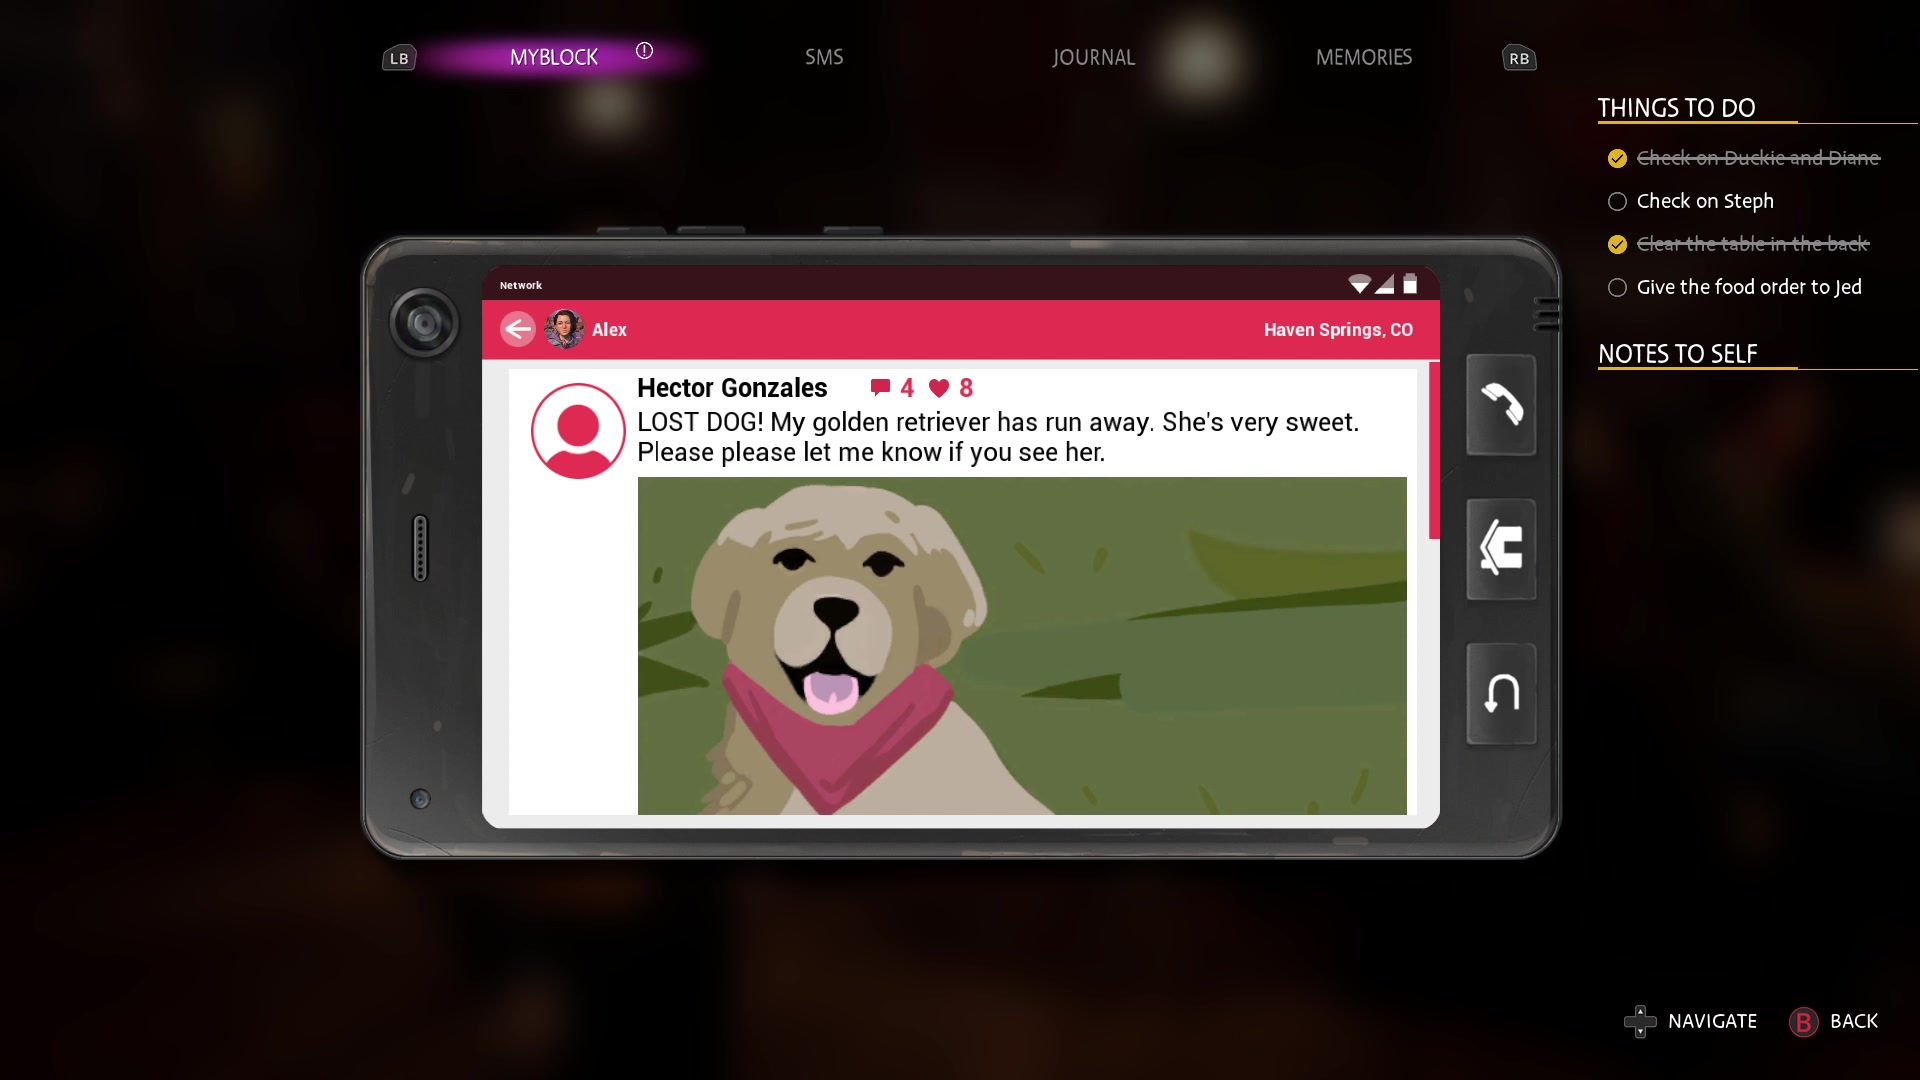 LB MYBLOCK SMS JOURNAL MEMORIES RB
THINGS TO DO
Check on Duckie and Diane
Check on Steph
Clear the table in the back
Give the food order to Jed
NOTES TO SELF
Network
Alex Haven Springs, CO
Hector Gonzales 4 8
LOST DOG! My golden retriever has run away. She's very sweet.
Please please let me know if you see her.
NAVIGATE B BACK